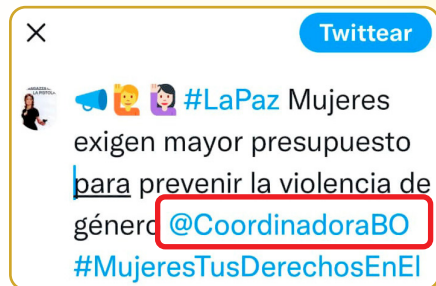 Twittear
#LaPaz Mujeres
exigen mayor presupuesto
para prevenir la violencia de
género @CoordinadoraBO
#MujeresTusDerechosEnEl